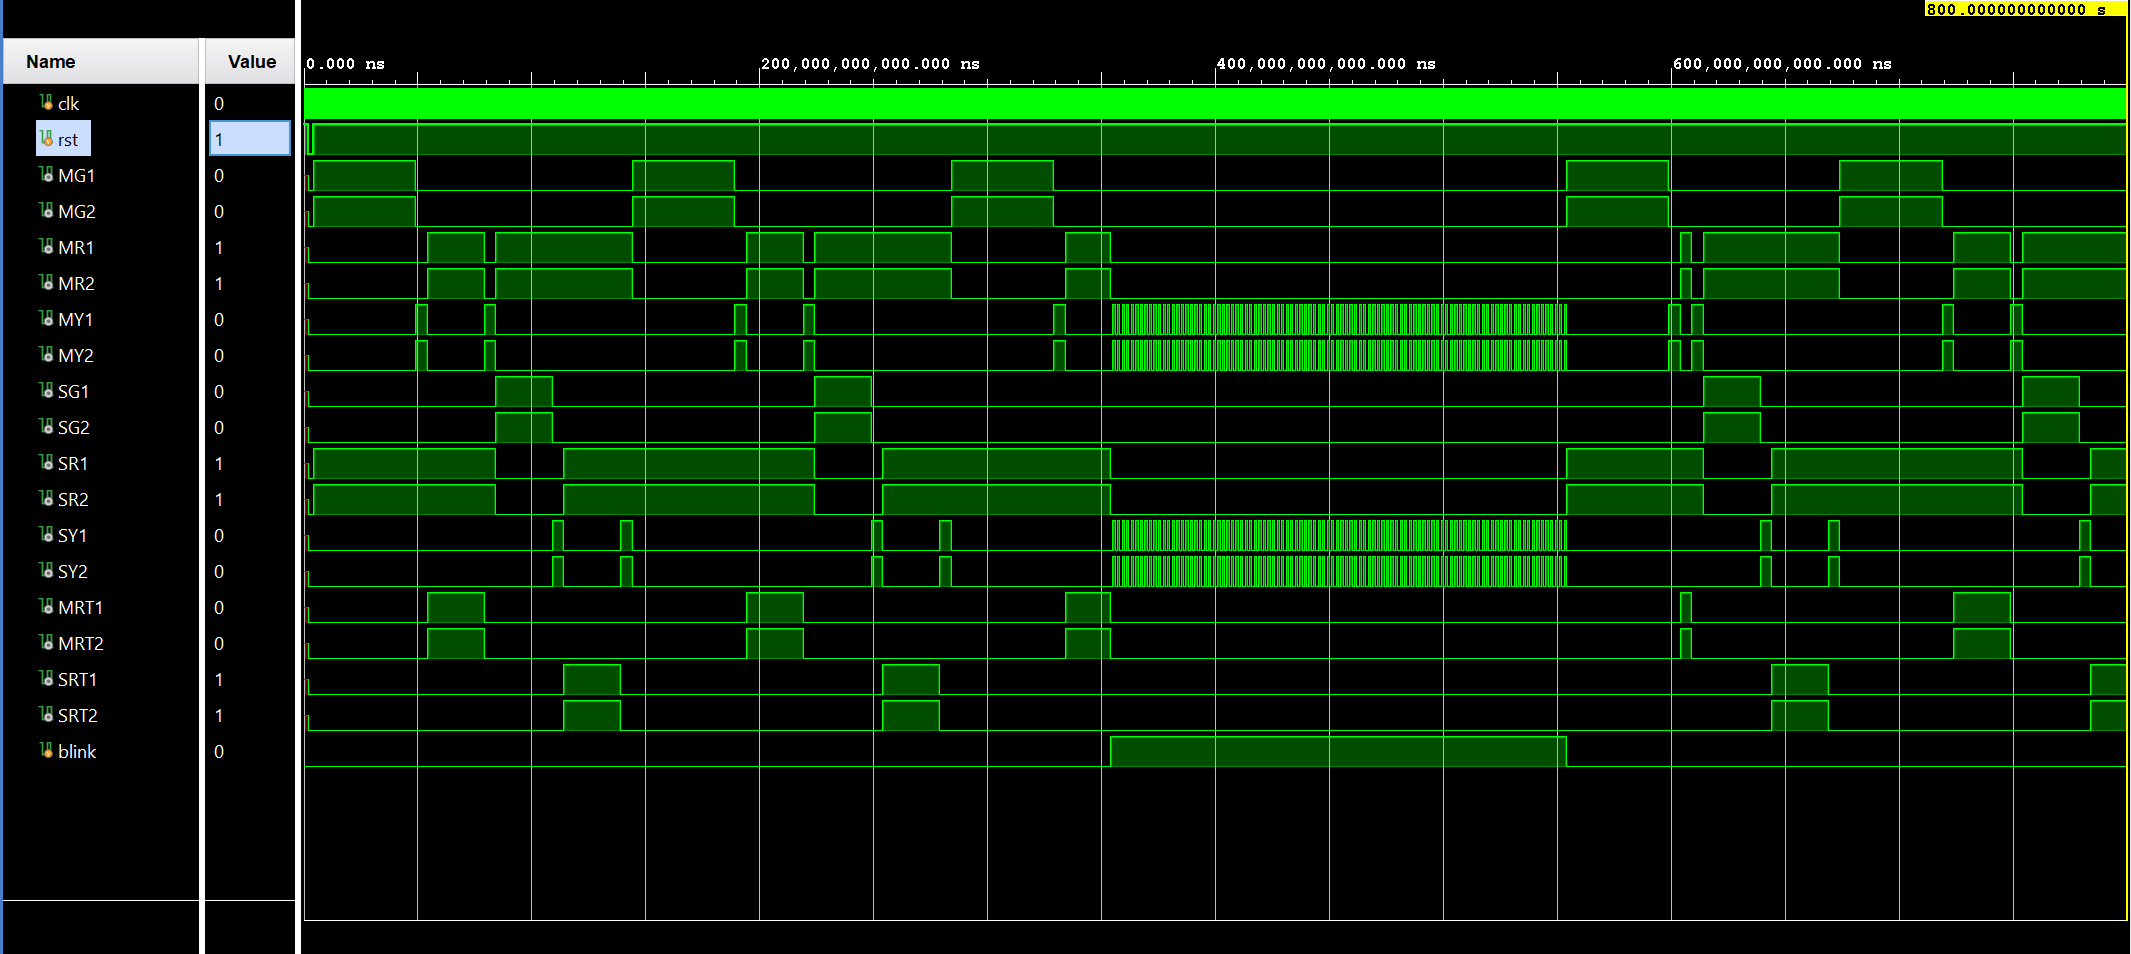 800.000000000000 s
Name Value
0.000 ns 200,000,000,000.000 ns 400,000,000,000.000 ns 600,000,000,000.000 ns
clk 0
rst 1
MG1 0
MG2 0
MR1 1
MR2 1
MY1 0
MY2 0
SG1 0
SG2 0
SR1 1
SR2 1
SY1 0
SY2 0
MRT1 0
MRT2 0
SRT1 1
SRT2 1
blink 0